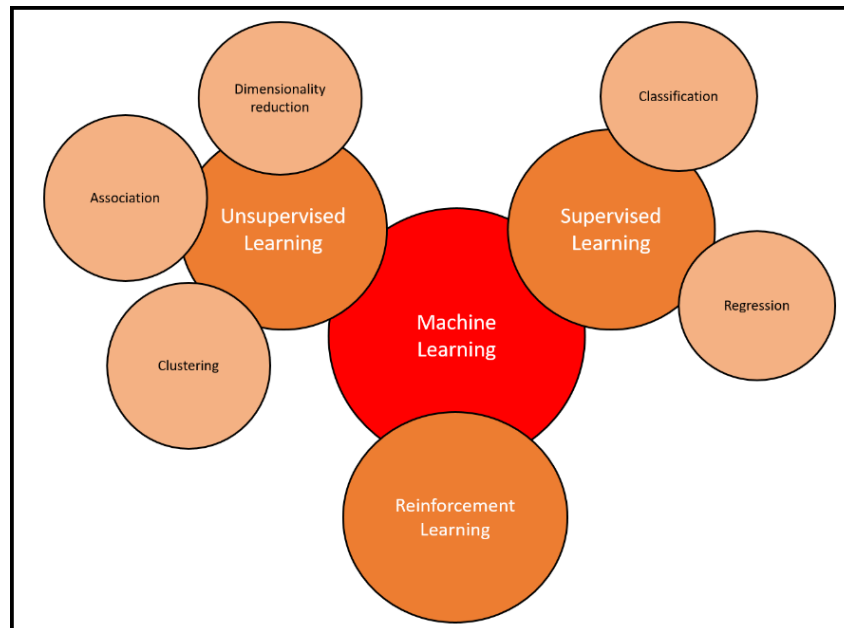 Dimensionality
reduction
Classification
Association
Unsupervised
Learning
Supervised
Learning
Regression
Machine
Learning
Clustering
Reinforcement
Learning